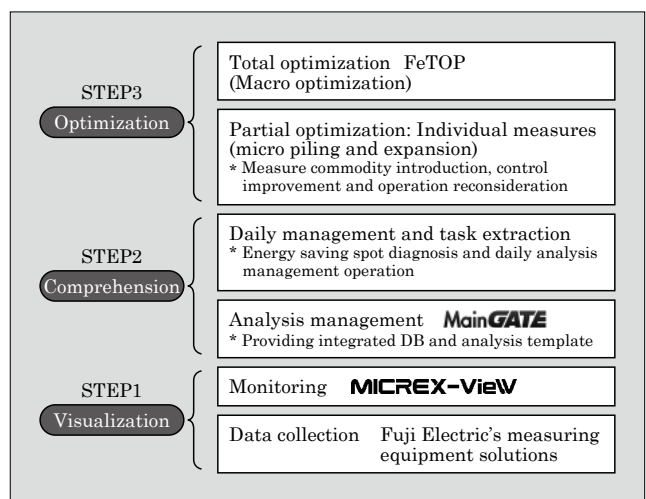 STEP3
Optimization
Total optimization FeTOP
(Macro optimization)
Partial optimization: Individual measures
(micro piling and expansion)
* Measure commodity introduction, control
improvement and operation reconsideration
STEP2
Comprehension
Daily management and task extraction
* Energy saving spot diagnosis and daily analysis
management operation
Analysis management MainGATE
* Providing integrated DB and analysis template
STEP1
Visualization
Monitoring MICREX-VieW
Data collection Fuji Electric's measuring
equipment solutions